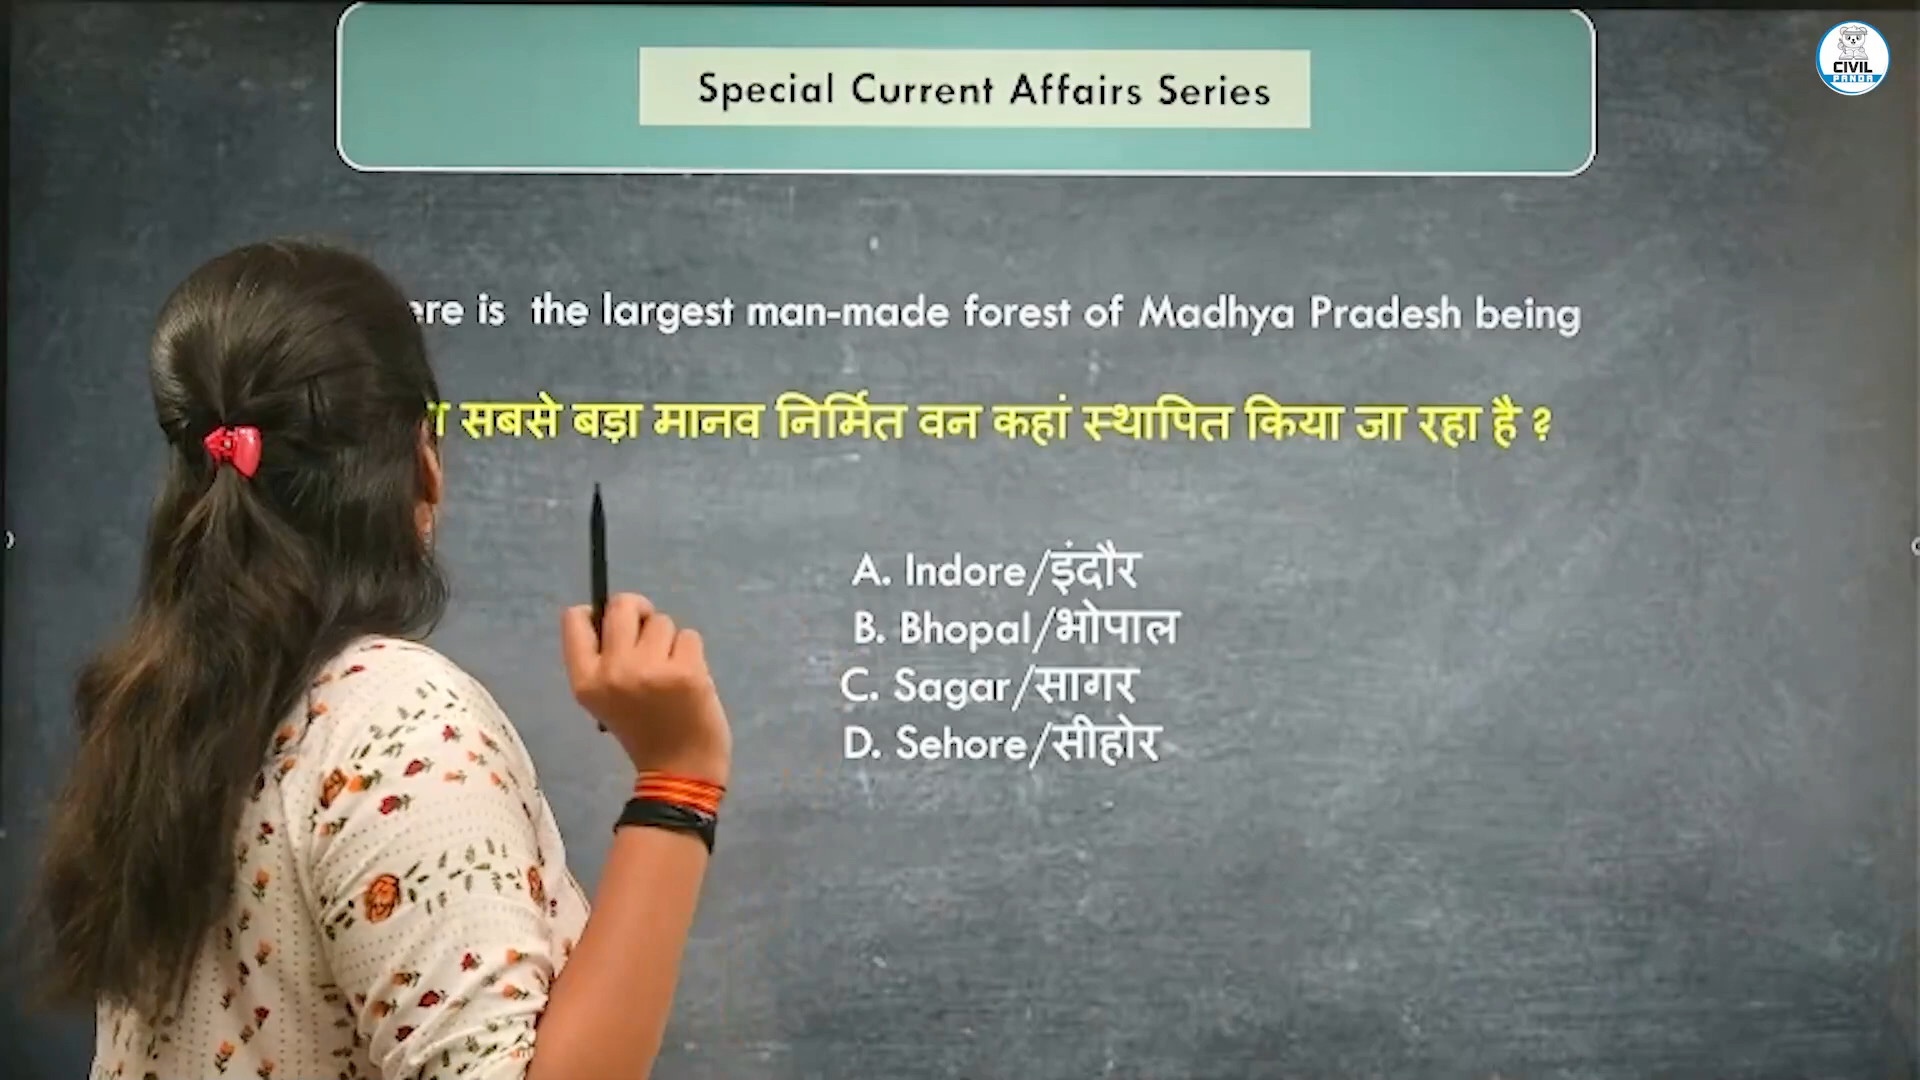 Special Current Affairs Series
CIVIL
PANDA
is the largest man-made forest of Madhya Pradesh being
सबसे बड़ा मानव निर्मित वन कहां स्थापित किया जा रहा है ?
A. Indore/इंदौर
B. Bhopal/भोपाल
C. Sagar/सागर
D. Sehore/सीहोर